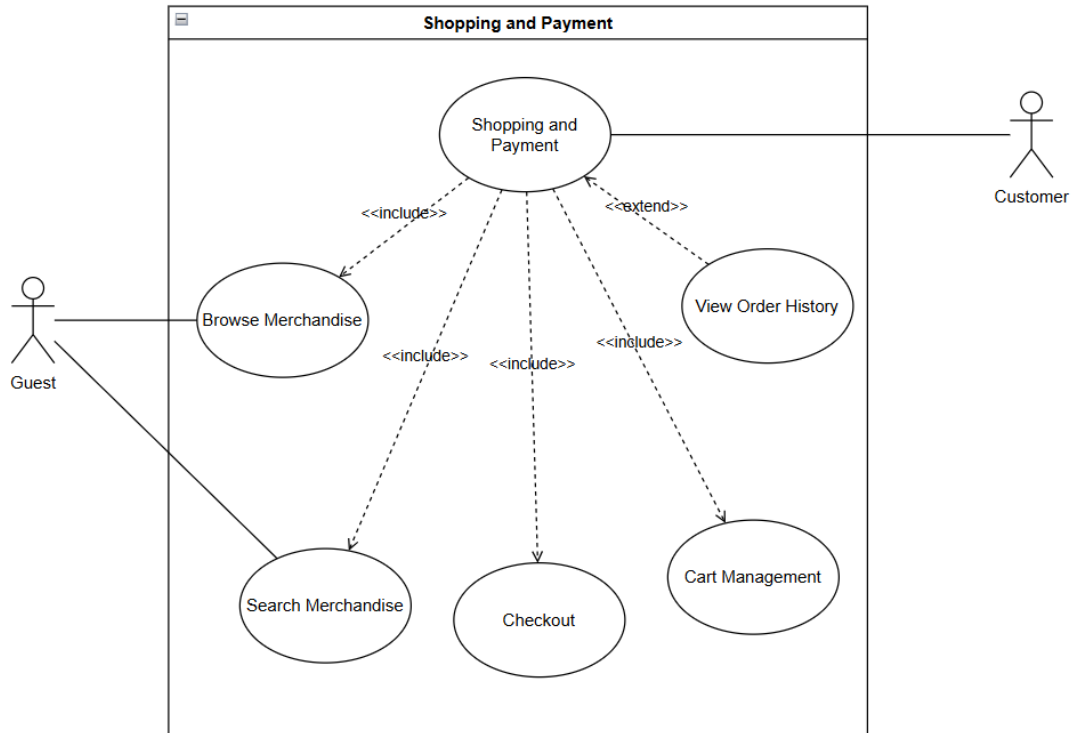 Shopping and Payment
Shopping and
Payment
Customer
<<include>>
<<extend>>
Browse Merchandise
View Order History
Guest
<<include>>
<<include>>
<<include>>
Search Merchandise
Checkout
Cart Management